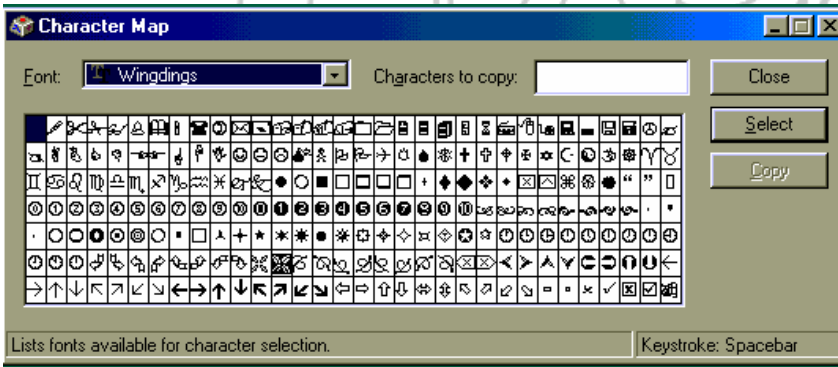 Character Map
Font: Wingdings Characters to copy: Close
Select
Copy
Lists fonts available for character selection. Keystroke: Spacebar